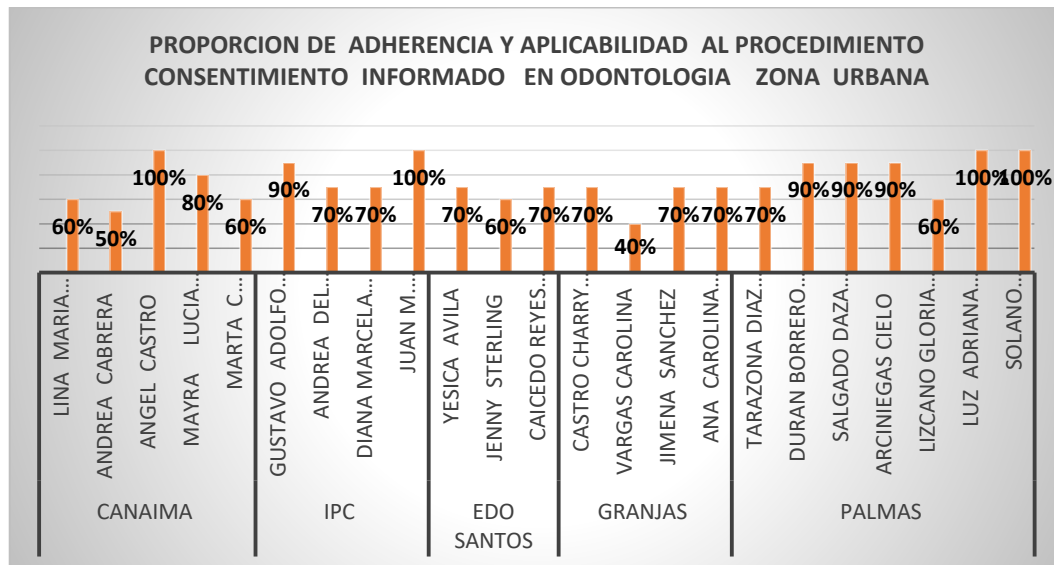 PROPORCION DE ADHERENCIA Y APLICABILIDAD AL PROCEDIMIENTO
CONSENTIMIENTO INFORMADO EN ODONTOLOGIA ZONA URBANA
60%
50%
100%
80%
60%
90%
70%
70%
100%
70%
60%
70%
70%
40%
70%
70%
70%
90%
90%
90%
60%
100%
100%
LINA MARIA...
ANDREA CABRERA
ANGEL CASTRO
MAYRA LUCIA...
MARTA C...
GUSTAVO ADOLFO...
ANDREA DEL...
DIANA MARCELA...
JUAN M....
YESICA AVILA
JENNY STERLING
CAICEDO REYES...
CASTRO CHARRY...
VARGAS CAROLINA
JIMENA SANCHEZ
ANA CAROLINA...
TARAZONA DIAZ...
DURAN BORRERO...
SALGADO DAZA...
ARCINIEGAS CIELO
LIZCANO GLORIA...
LUZ ADRIANA...
SOLANO...
CANAIMA
IPC
EDO
SANTOS
GRANJAS
PALMAS